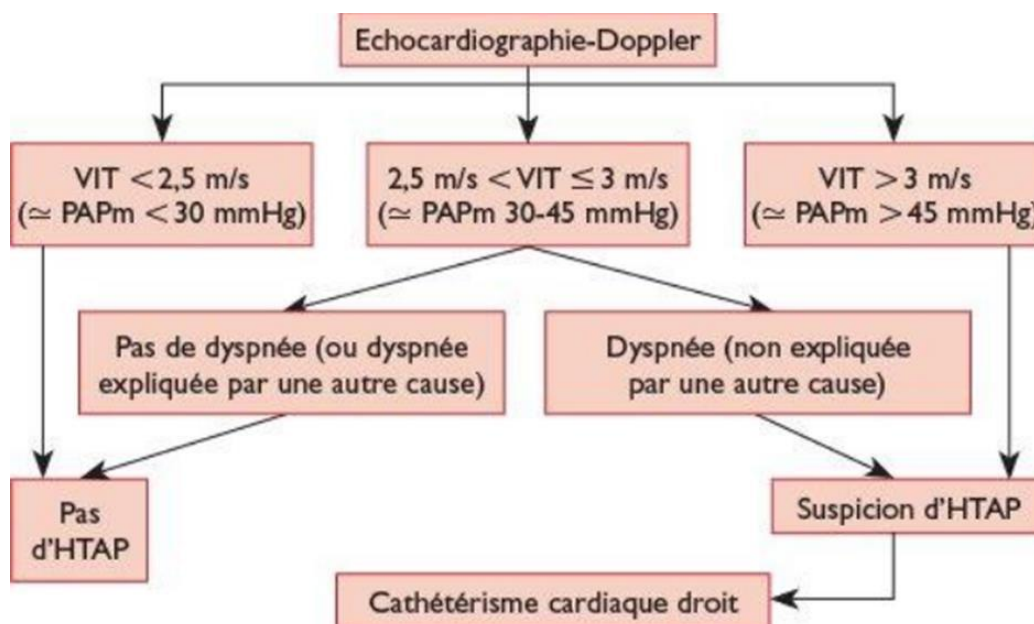 Echocardiographie-Doppler
VIT < 2,5 m/s
(≃ PAPm < 30 mmHg)
2,5 m/s < VIT ≤ 3 m/s
(≃ PAPm 30-45 mmHg)
VIT > 3 m/s
(≃ PAPm > 45 mmHg)
Pas de dyspnée (ou dyspnée
expliquée par une autre cause)
Dyspnée (non expliquée
par une autre cause)
Pas
d'HTAP
Suspicion d'HTAP
Cathétérisme cardiaque droit